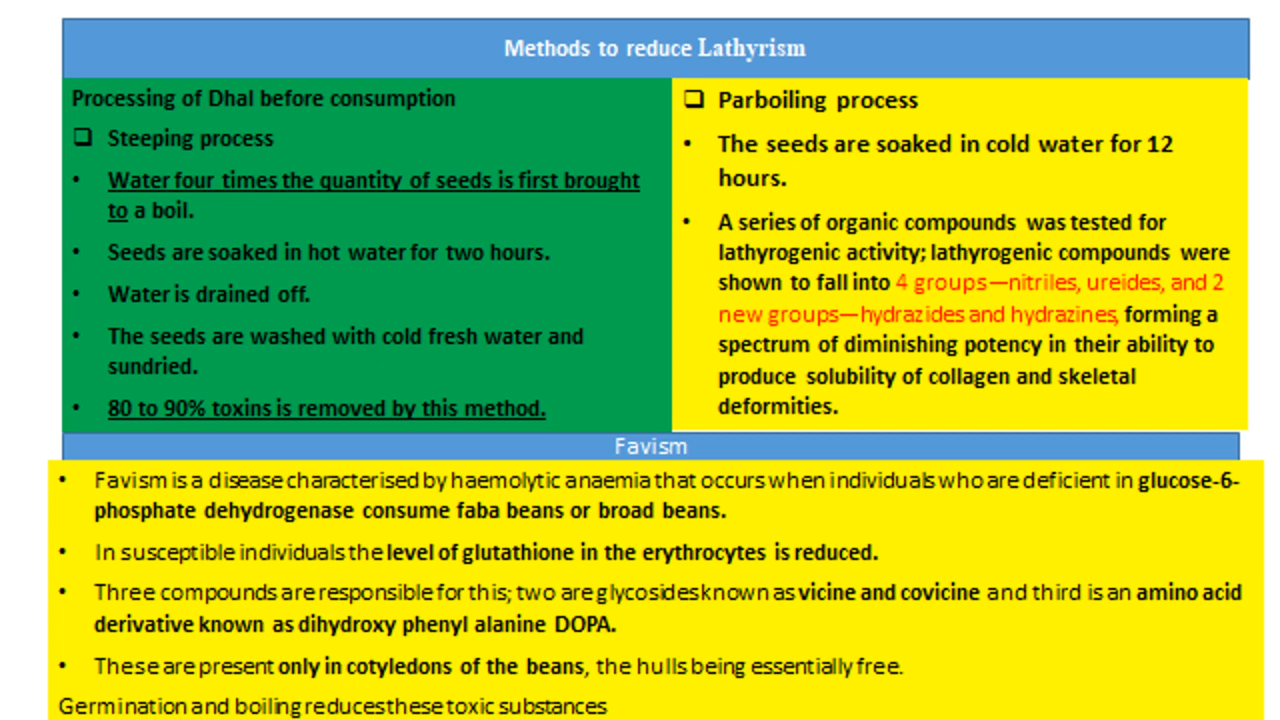 Methods to reduce Lathyrism
Processing of Dhal before consumption
❑ Steeping process
• Water four times the quantity of seeds is first brought
to a boil.
• Seeds are soaked in hot water for two hours.
• Water is drained off.
• The seeds are washed with cold fresh water and
sundried.
• 80 to 90% toxins is removed by this method.
❑ Parboiling process
• The seeds are soaked in cold water for 12
hours.
• A series of organic compounds was tested for
lathyrogenic activity; lathyrogenic compounds were
shown to fall into 4 groups—nitriles, ureides, and 2
new groups—hydrazides and hydrazines, forming a
spectrum of diminishing potency in their ability to
produce solubility of collagen and skeletal
deformities.
Favism
• Favism is a disease characterised by haemolytic anaemia that occurs when individuals who are deficient in glucose-6-
phosphate dehydrogenase consume faba beans or broad beans.
• In susceptible individuals the level of glutathione in the erythrocytes is reduced.
• Three compounds are responsible for this; two are glycosides known as vicine and covicine and third is an amino acid
derivative known as dihydroxy phenyl alanine DOPA.
• These are present only in cotyledons of the beans, the hulls being essentially free.
Germination and boiling reduces these toxic substances